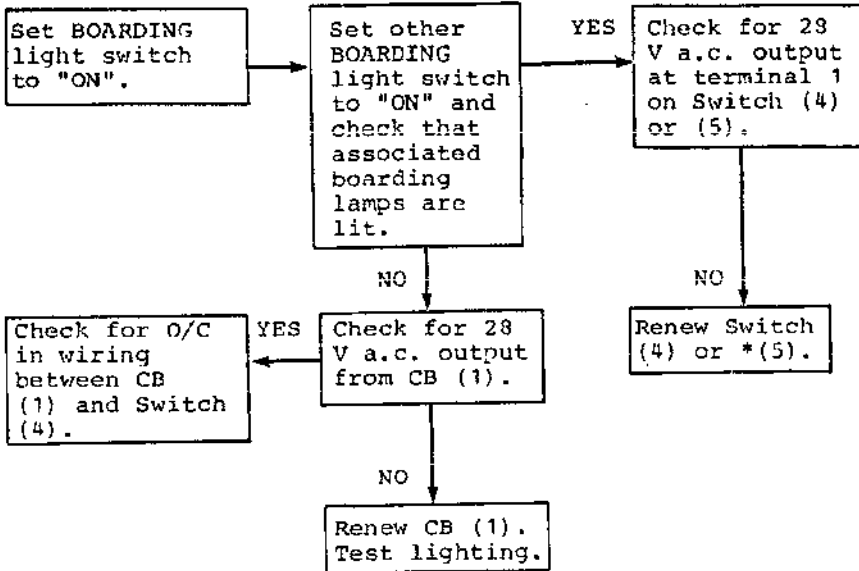 Set BOARDING
light switch
to "ON".
Set other
BOARDING
light switch
to "ON" and
check that
associated
boarding
lamps are
lit.
YES
Check for 28
V a.c. output
at terminal 1
on Switch (4)
or (5).
NO
NO
Renew Switch
(4) or *(5).
Check for O/C
in wiring
between CB
(1) and Switch
(4).
YES
Check for 28
V a.c. output
from CB (1).
NO
Renew CB (1).
Test lighting.